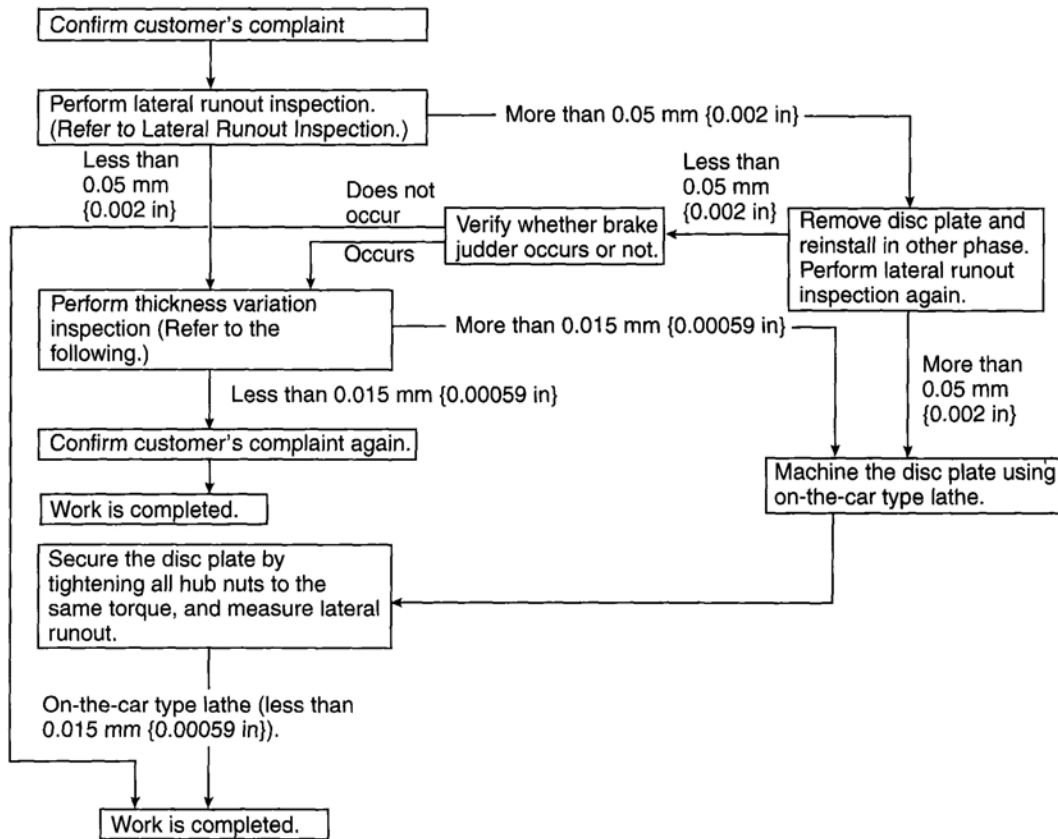 Confirm customer's complaint
Perform lateral runout inspection.
(Refer to Lateral Runout Inspection.)
More than 0.05 mm {0.002 in}
Less than
0.05 mm
{0.002 in}
Does not
occur
Less than
0.05 mm
{0.002 in}
Verify whether brake
judder occurs or not.
Occurs
Remove disc plate and
reinstall in other phase.
Perform lateral runout
inspection again.
Perform thickness variation
inspection (Refer to the
following.)
More than 0.015 mm {0.00059 in}
More than
0.05 mm
{0.002 in}
Less than 0.015 mm {0.00059 in}
Confirm customer's complaint again.
Machine the disc plate using
on-the-car type lathe.
Work is completed.
Secure the disc plate by
tightening all hub nuts to the
same torque, and measure lateral
runout.
On-the-car type lathe (less than
0.015 mm {0.00059 in}).
Work is completed.